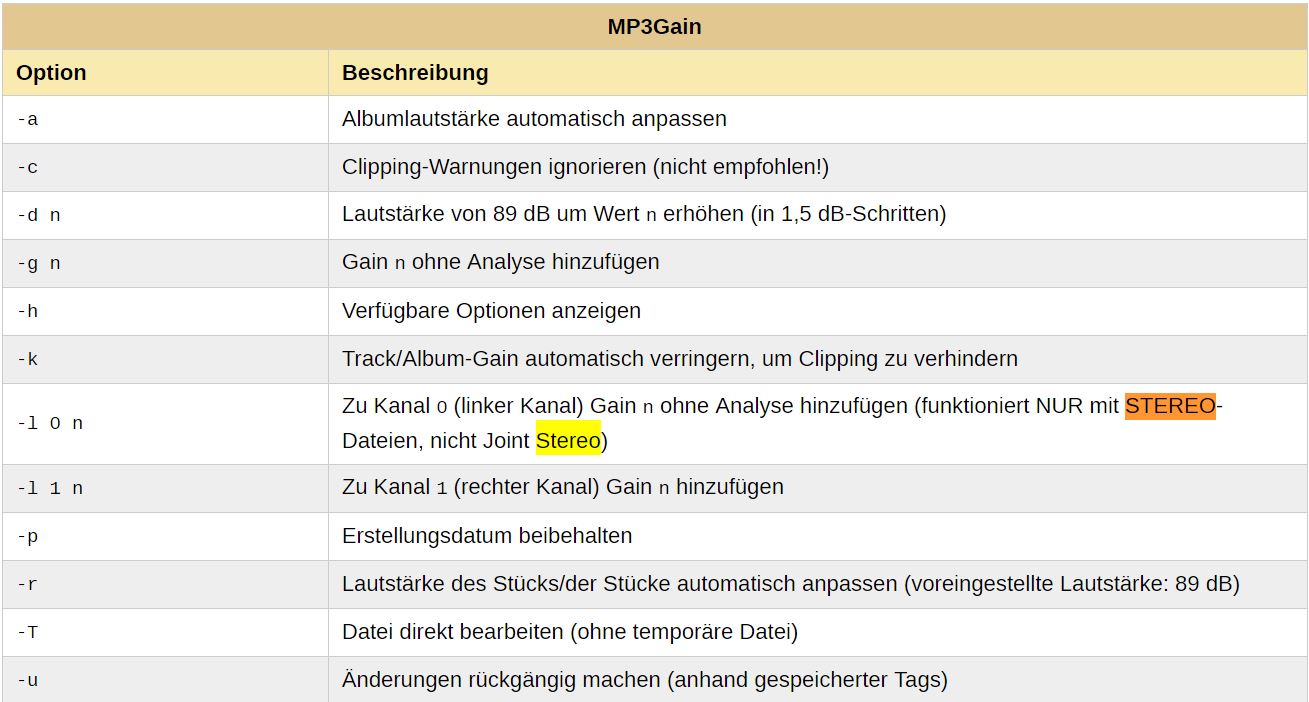 MP3Gain
Option Beschreibung
-a Albumlautstärke automatisch anpassen
-c Clipping-Warnungen ignorieren (nicht empfohlen!)
-d n Lautstärke von 89 dB um Wert n erhöhen (in 1,5 dB-Schritten)
-g n Gain n ohne Analyse hinzufügen
-h Verfügbare Optionen anzeigen
-k Track/Album-Gain automatisch verringern, um Clipping zu verhindern
-l 0 n Zu Kanal 0 (linker Kanal) Gain n ohne Analyse hinzufügen (funktioniert NUR mit STEREO-
Dateien, nicht Joint Stereo)
-l 1 n Zu Kanal 1 (rechter Kanal) Gain n hinzufügen
-p Erstellungsdatum beibehalten
-r Lautstärke des Stücks/der Stücke automatisch anpassen (voreingestellte Lautstärke: 89 dB)
-T Datei direkt bearbeiten (ohne temporäre Datei)
-u Änderungen rückgängig machen (anhand gespeicherter Tags)